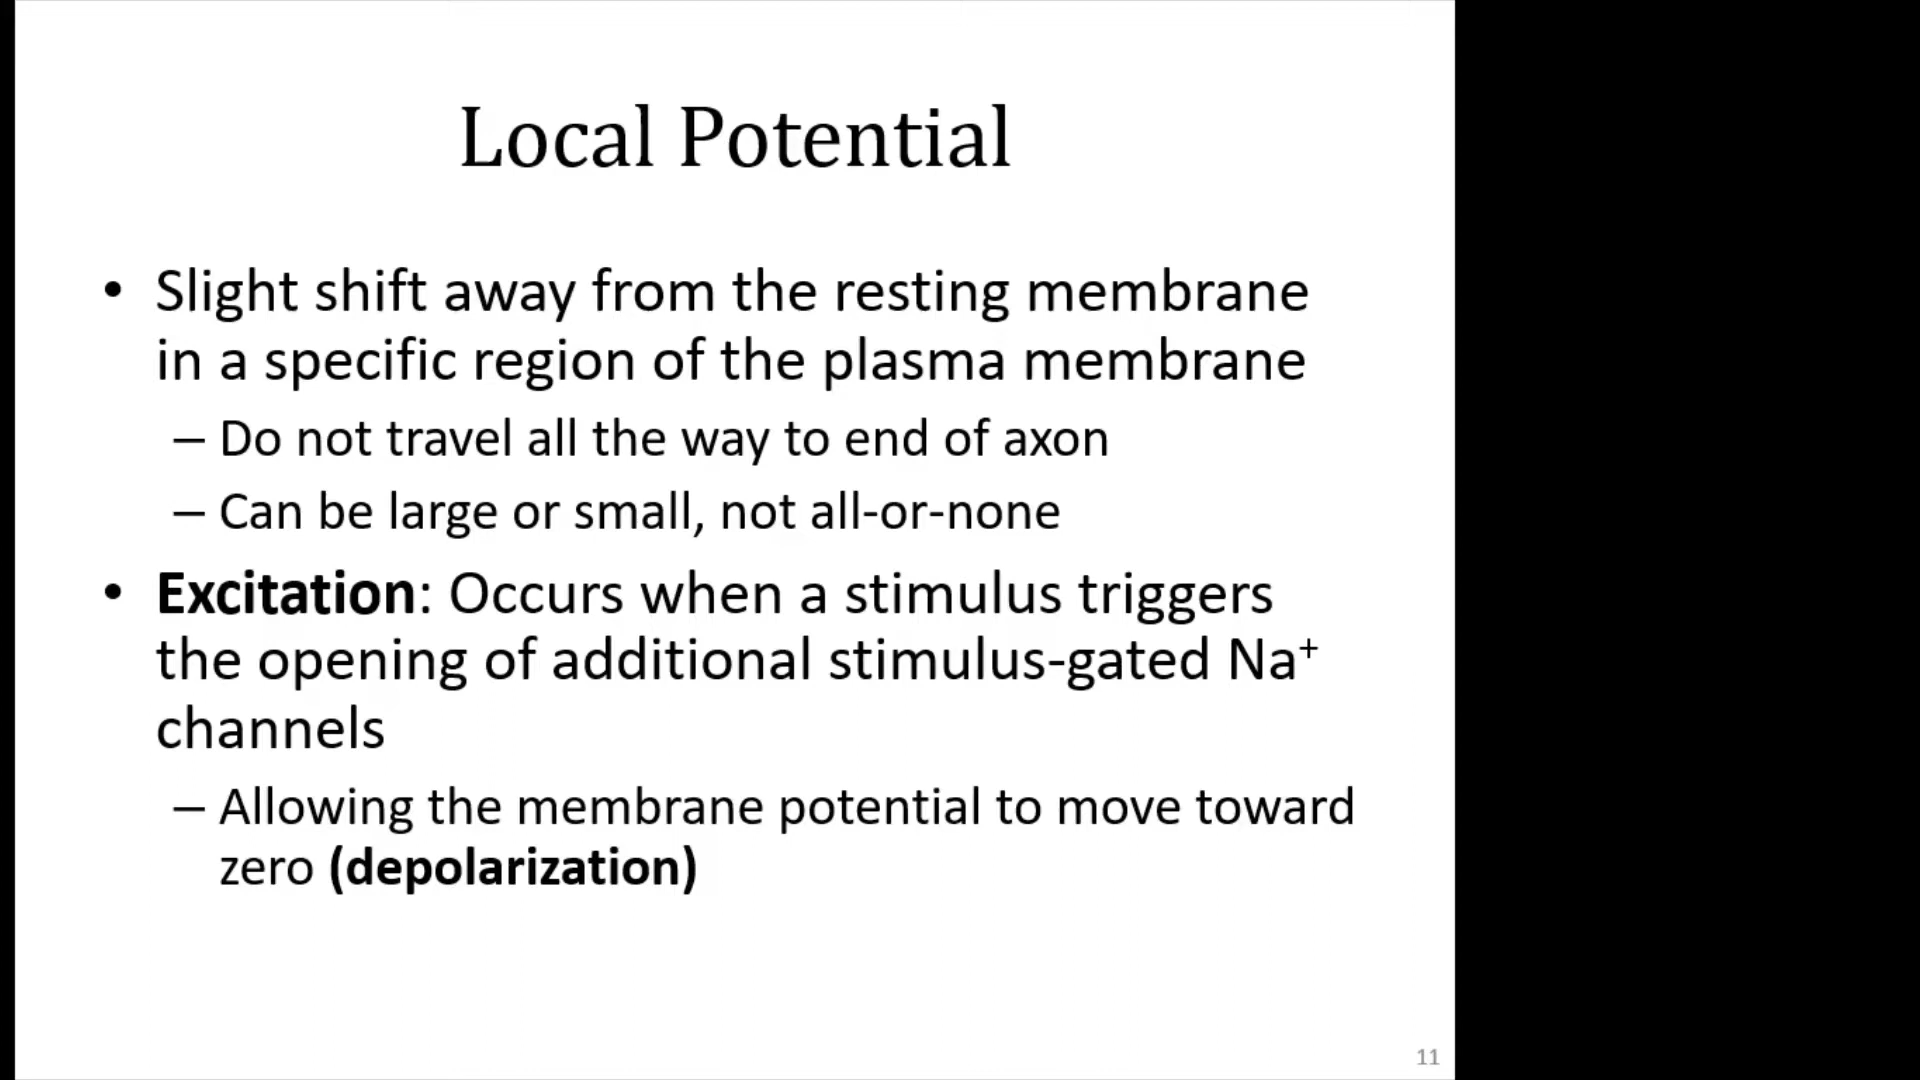 Local Potential
• Slight shift away from the resting membrane
in a specific region of the plasma membrane
– Do not travel all the way to end of axon
– Can be large or small, not all-or-none
• Excitation: Occurs when a stimulus triggers
the opening of additional stimulus-gated Na⁺
channels
– Allowing the membrane potential to move toward
zero (depolarization)
11